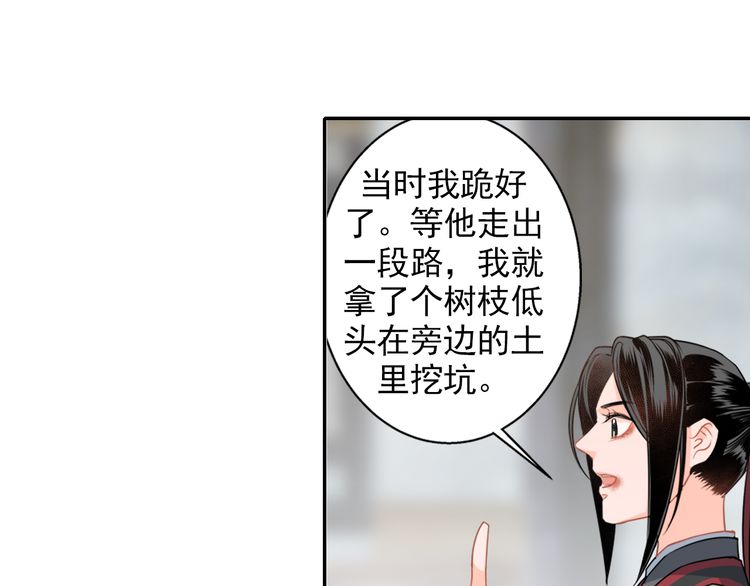 当时我跪好
了。等他走出
一段路，我就
拿了个树枝低
头在旁边的土
里挖坑。